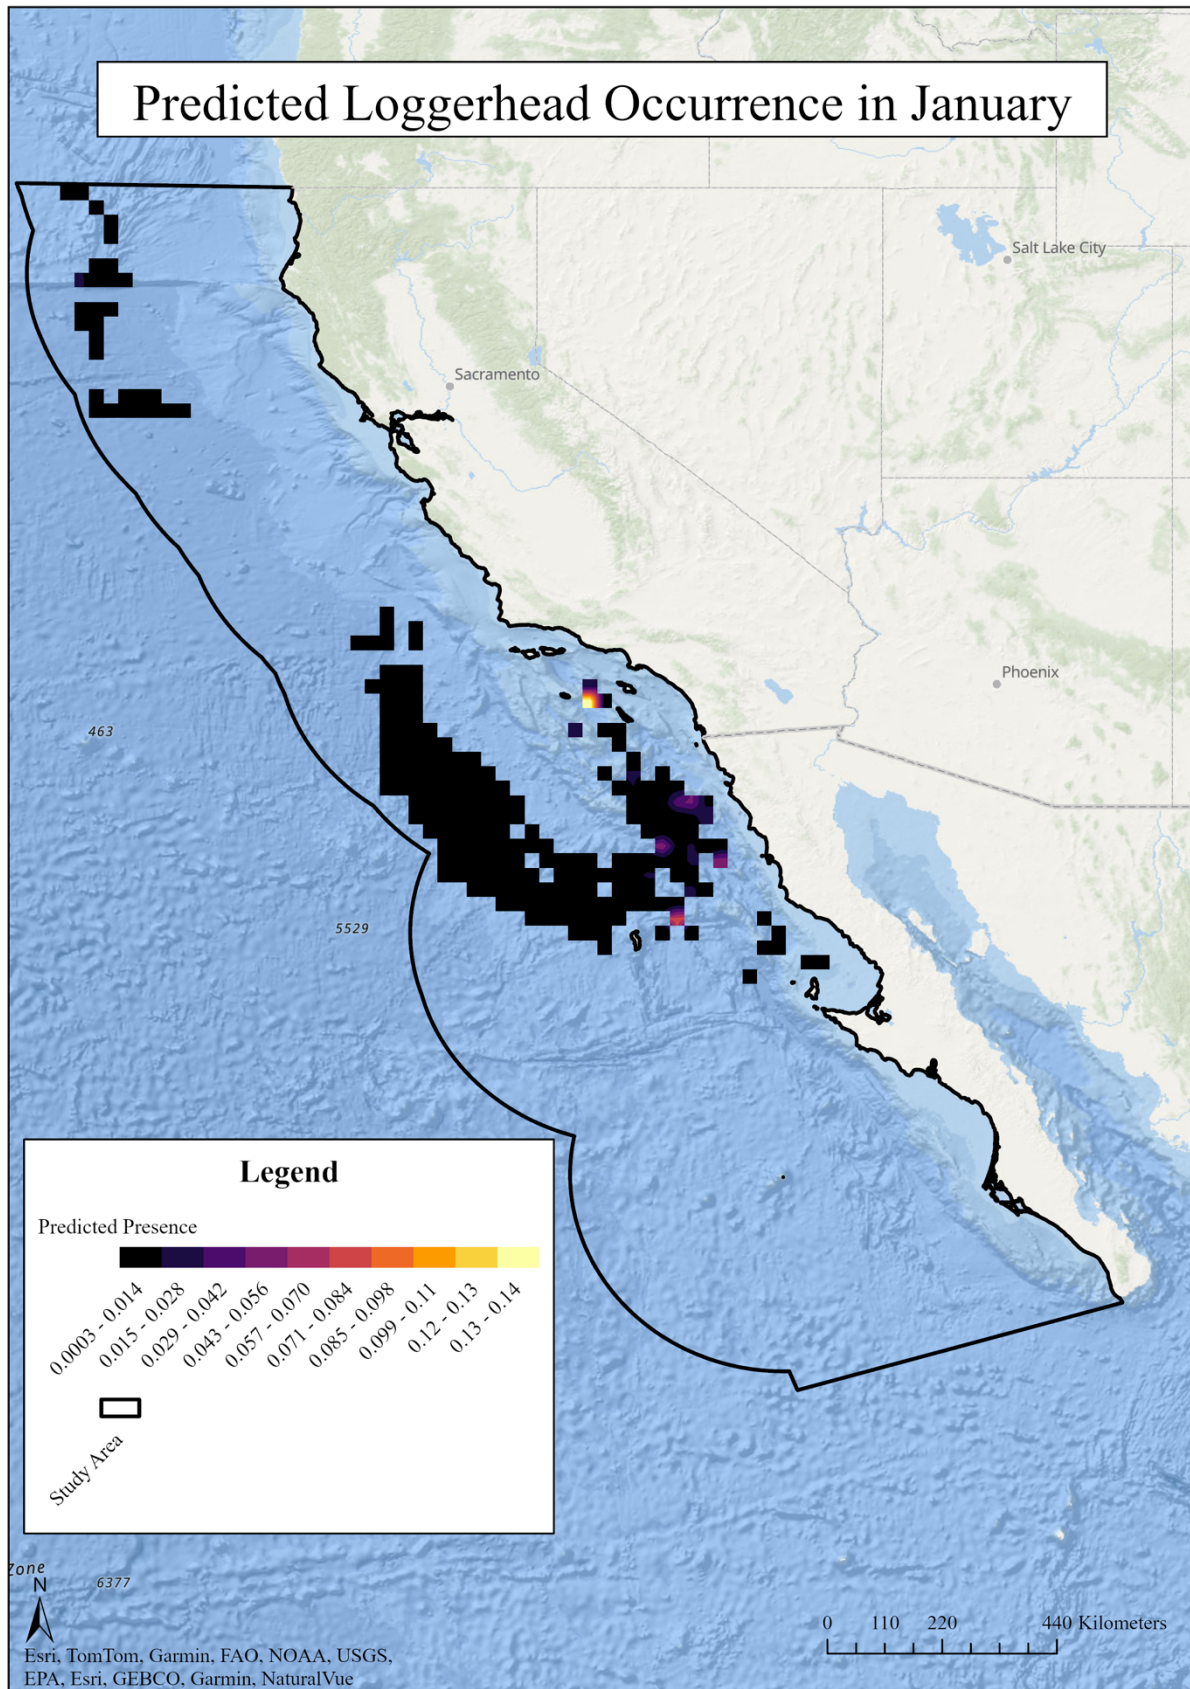 Predicted Loggerhead Occurrence in January
Salt Lake City
Sacramento
Phoenix
463
5529
Legend
Predicted Presence
0.0003 - 0.014
0.015 - 0.028
0.029 - 0.042
0.043 - 0.056
0.057 - 0.070
0.071 - 0.084
0.085 - 0.098
0.099 - 0.11
0.12 - 0.13
0.13 - 0.14
Study Area
Zone
6377
N
0 110 220 440 Kilometers
Esri, TomTom, Garmin, FAO, NOAA, USGS,
EPA, Esri, GEBCO, Garmin, NaturalVue